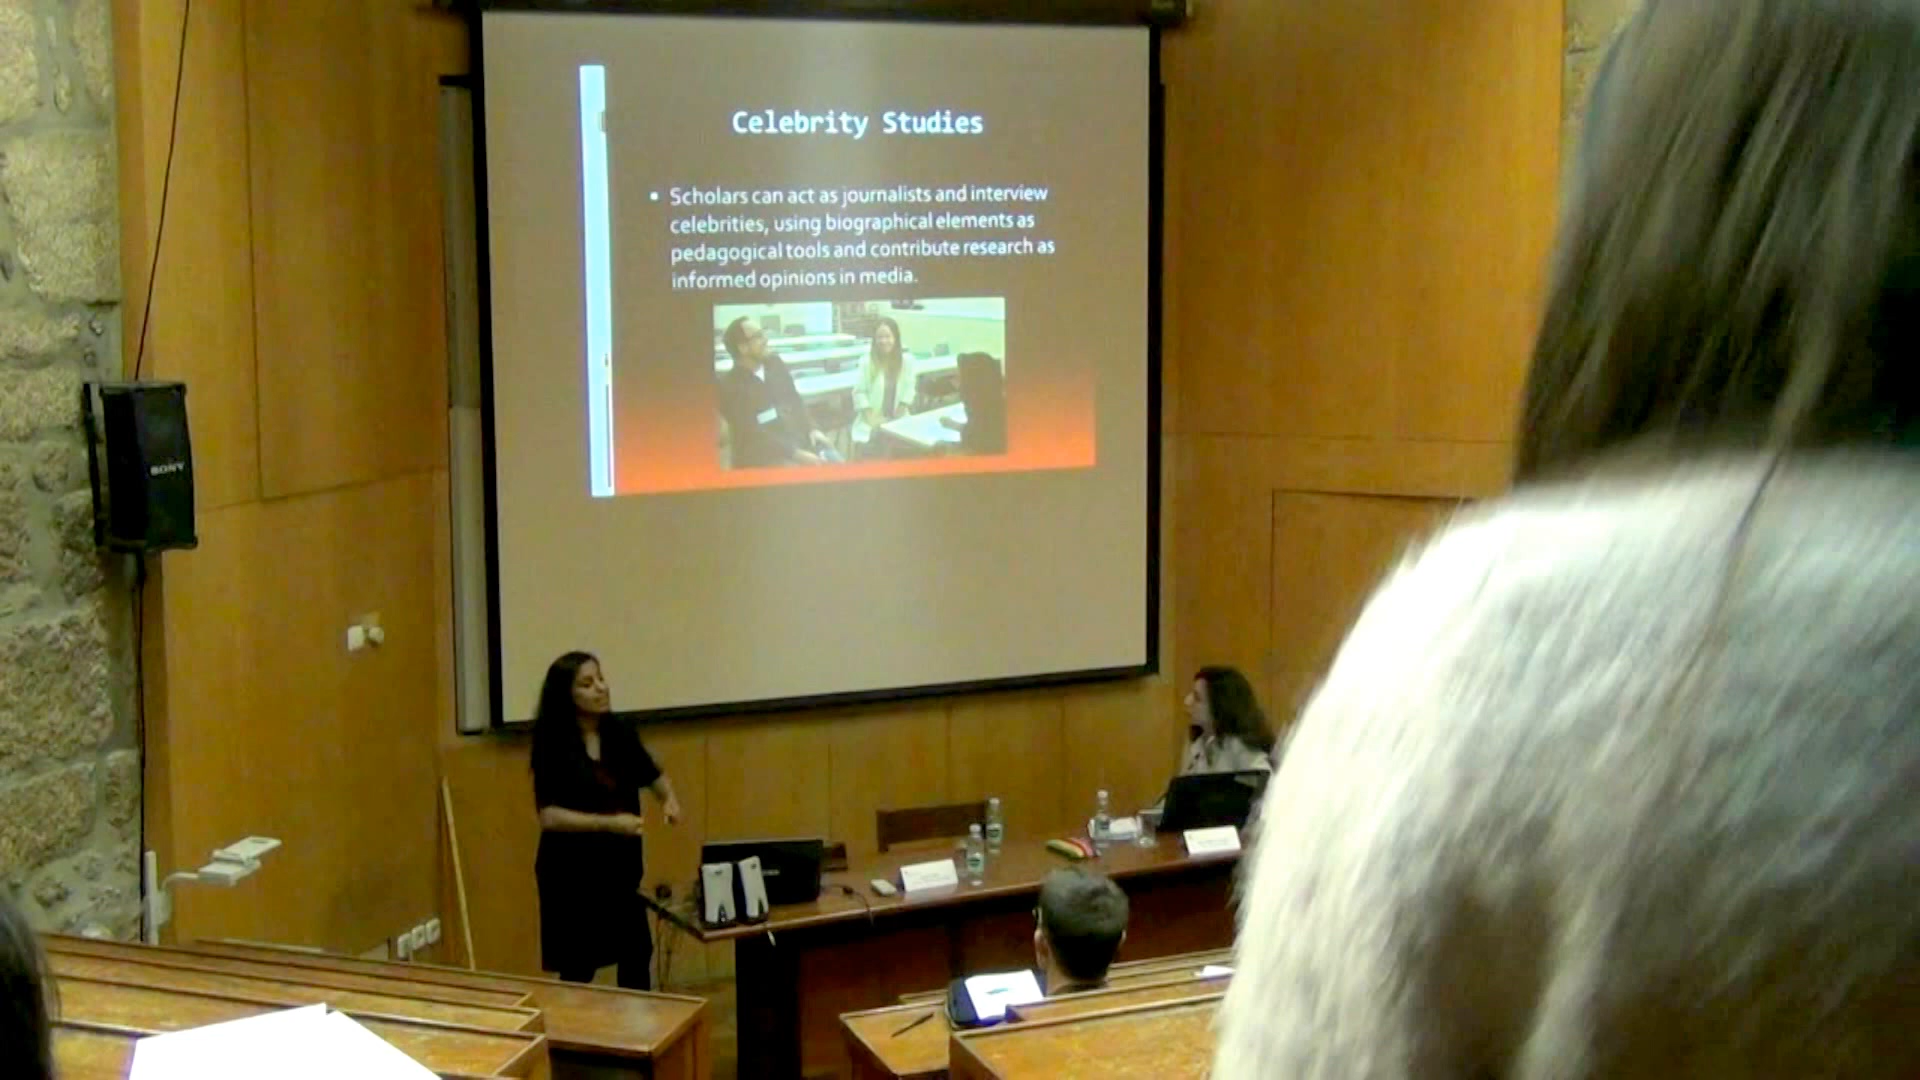 Celebrity Studies
• Scholars can act as journalists and interview
celebrities, using biographical elements as
pedagogical tools and contribute research as
informed opinions in media.
SONY